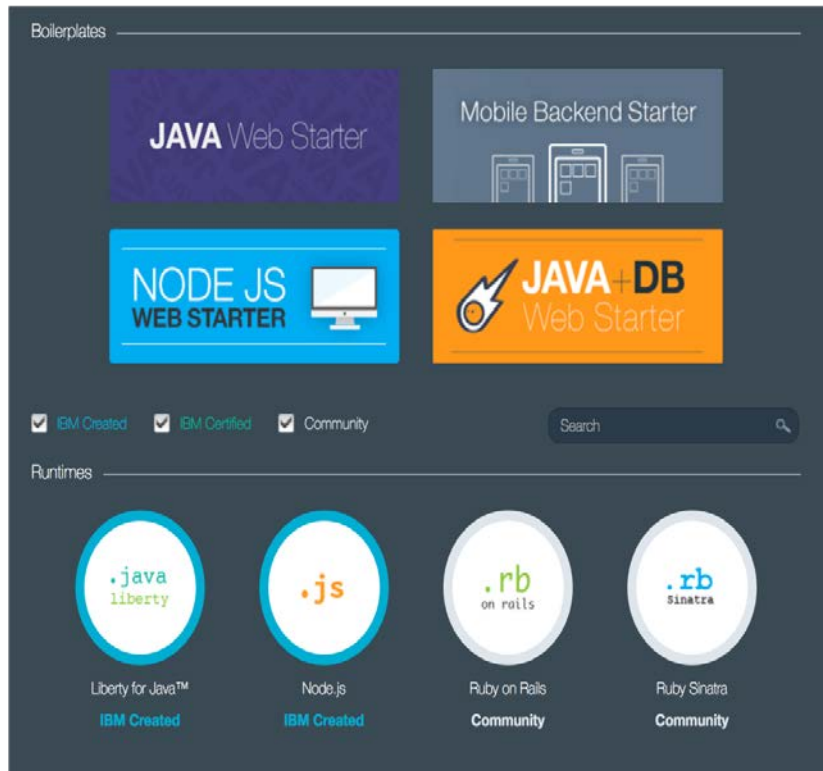 Boilerplates
JAVA Web Starter
Mobile Backend Starter
NODE JS
WEB STARTER
JAVA+DB
Web Starter
IBM Created
IBM Certified
Community
Search
Runtimes
.java
liberty
.js
.rb
on rails
.rb
Sinatra
Liberty for Java™
Node.js
Ruby on Rails
Ruby Sinatra
IBM Created
IBM Created
Community
Community